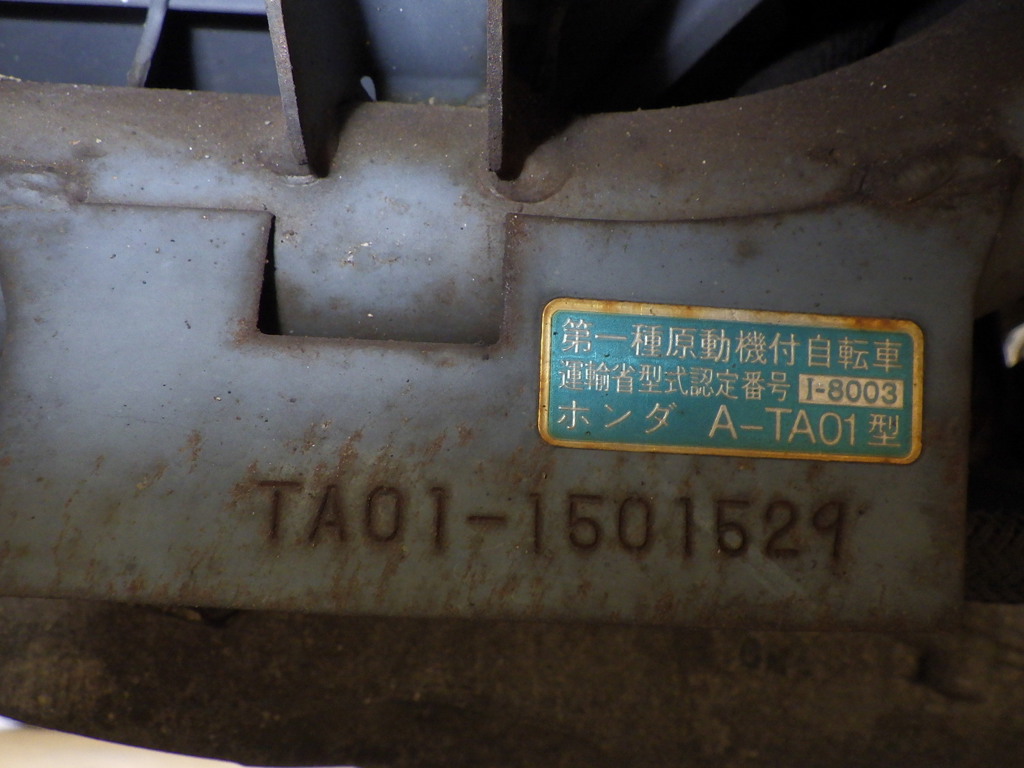 第一種原動機付自転車
運輸省型式認定番号 I-8003
ホンダ A-TA01型
TA01-1501529